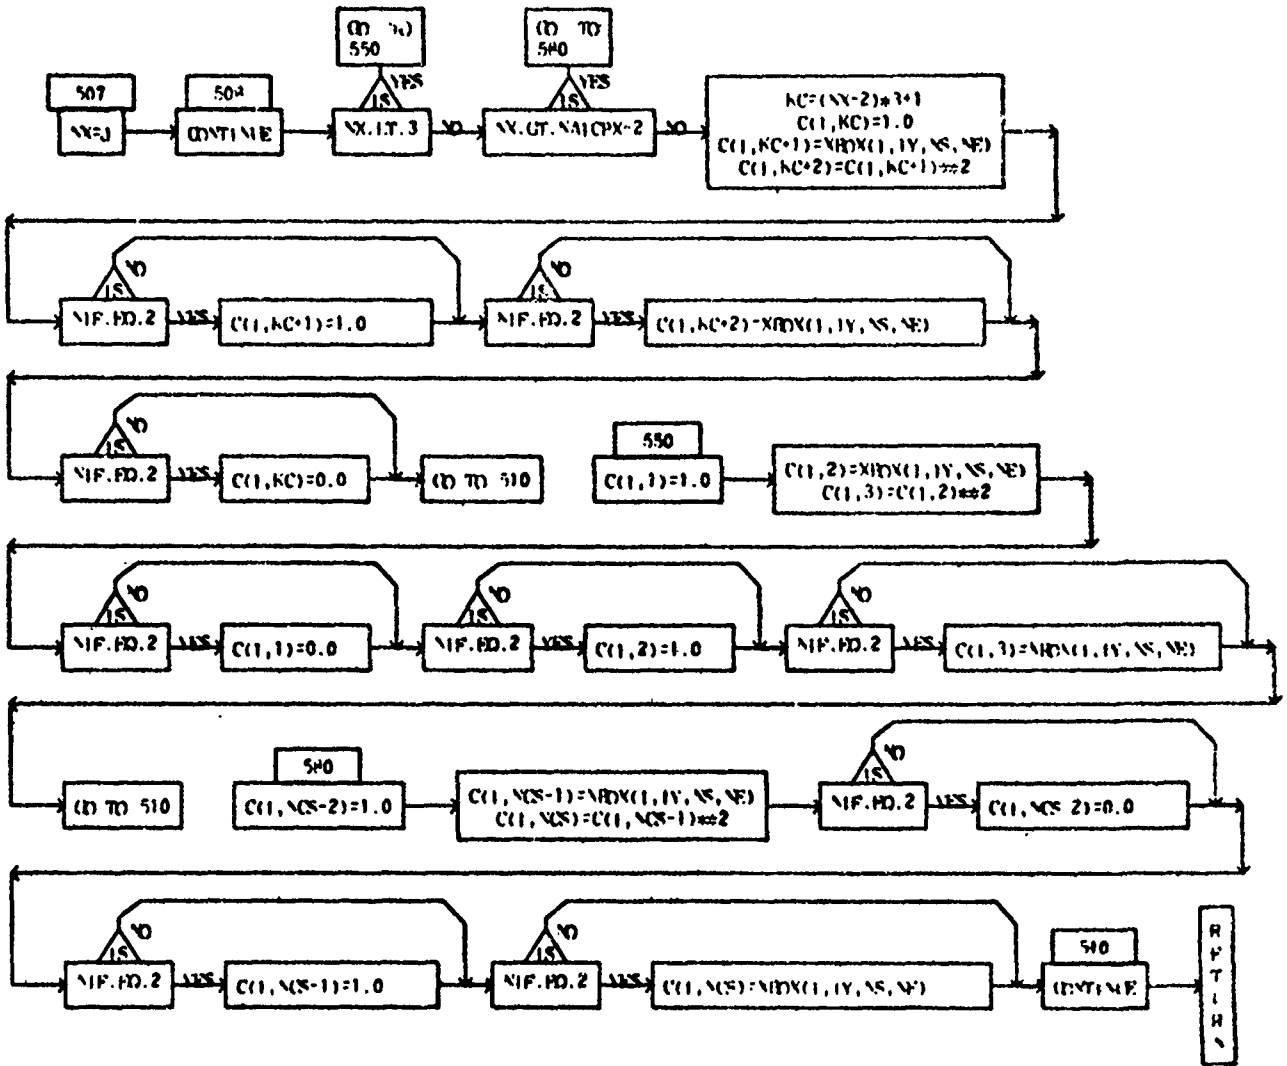 GO TO
550
GO TO
580
507
508
YES
YES
IS
IS
NX=J
CONTINUE
NX.LT.3
NO
NX.GT.NAICPX-2
NO
KC=(NX-2)*3+1
C(I,KC)=1.0
C(I,KC+1)=XBOX(I,IY,NS,NE)
C(I,KC+2)=C(I,KC+1)**2
NO
IS
NO
IS
NIF.EQ.2
YES
C(I,KC+1)=1.0
NIF.EQ.2
YES
C(I,KC+2)=XBOX(I,IY,NS,NE)
NO
IS
550
NIF.EQ.2
YES
C(I,KC)=0.0
GO TO 510
C(I,1)=1.0
C(I,2)=XBOX(I,IY,NS,NE)
C(I,3)=C(I,2)**2
NO
IS
NO
IS
NO
IS
NIF.EQ.2
YES
C(I,1)=0.0
NIF.EQ.2
YES
C(I,2)=1.0
NIF.EQ.2
YES
C(I,3)=XBOX(I,IY,NS,NE)
580
NO
IS
GO TO 510
C(I,NCS-2)=1.0
C(I,NCS-1)=XBOX(I,IY,NS,NE)
C(I,NCS)=C(I,NCS-1)**2
NIF.EQ.2
YES
C(I,NCS-2)=0.0
NO
IS
NO
IS
510
NIF.EQ.2
YES
C(I,NCS-1)=1.0
NIF.EQ.2
YES
C(I,NCS)=XBOX(I,IY,NS,NE)
CONTINUE
RETURN